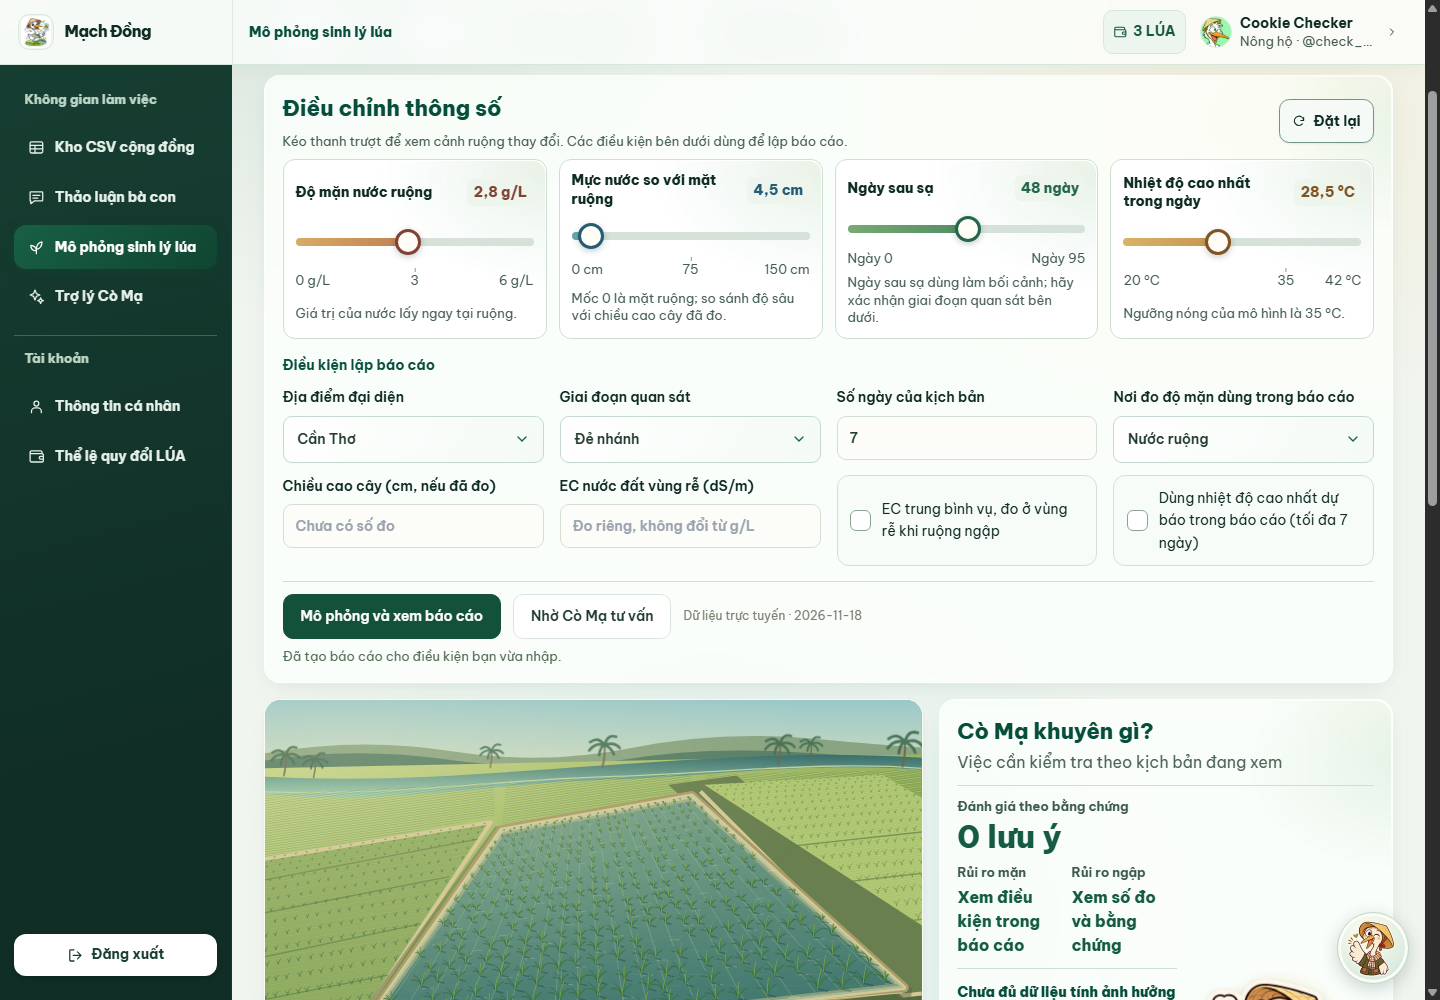 Mạch Đồng
Mô phỏng sinh lý lúa
3 LÚA
Cookie Checker
Nông hộ · @check_...
Không gian làm việc
Kho CSV cộng đồng
Thảo luận bà con
Mô phỏng sinh lý lúa
Trợ lý Cò Mạ
Tài khoản
Thông tin cá nhân
Thể lệ quy đổi LÚA
Đăng xuất
Điều chỉnh thông số
Kéo thanh trượt để xem cảnh ruộng thay đổi. Các điều kiện bên dưới dùng để lập báo cáo.
Đặt lại
Độ mặn nước ruộng
2,8 g/L
0 g/L
3
6 g/L
Giá trị của nước lấy ngay tại ruộng.
Mực nước so với mặt
ruộng
4,5 cm
0 cm
75
150 cm
Mốc 0 là mặt ruộng; so sánh độ sâu
với chiều cao cây đã đo.
Ngày sau sạ
48 ngày
Ngày 0
Ngày 95
Ngày sau sạ dùng làm bối cảnh; hãy
xác nhận giai đoạn quan sát bên
dưới.
Nhiệt độ cao nhất
trong ngày
28,5 °C
20 °C
35
42 °C
Ngưỡng nóng của mô hình là 35 °C.
Điều kiện lập báo cáo
Địa điểm đại diện
Giai đoạn quan sát
Số ngày của kịch bản
Nơi đo độ mặn dùng trong báo cáo
Cần Thơ
Đẻ nhánh
7
Nước ruộng
Chiều cao cây (cm, nếu đã đo)
EC nước đất vùng rễ (dS/m)
Chưa có số đo
Đo riêng, không đổi từ g/L
EC trung bình vụ, đo ở vùng
rễ khi ruộng ngập
Dùng nhiệt độ cao nhất dự
báo trong báo cáo (tối đa 7
ngày)
Mô phỏng và xem báo cáo
Nhờ Cò Mạ tư vấn
Dữ liệu trực tuyến · 2026-11-18
Đã tạo báo cáo cho điều kiện bạn vừa nhập.
Cò Mạ khuyên gì?
Việc cần kiểm tra theo kịch bản đang xem
Đánh giá theo bằng chứng
0 lưu ý
Rủi ro mặn
Xem điều
kiện trong
báo cáo
Rủi ro ngập
Xem số đo
và bằng
chứng
Chưa đủ dữ liệu tính ảnh hưởng